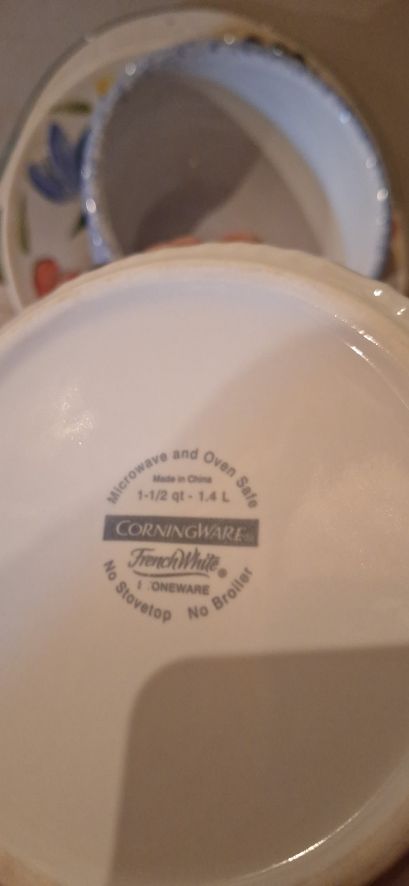 Microwave and Oven Safe
Made in China
1-1/2 qt - 1.4 L
CORNINGWARE®
French White®
ONEWARE
No Stovetop No Broiler